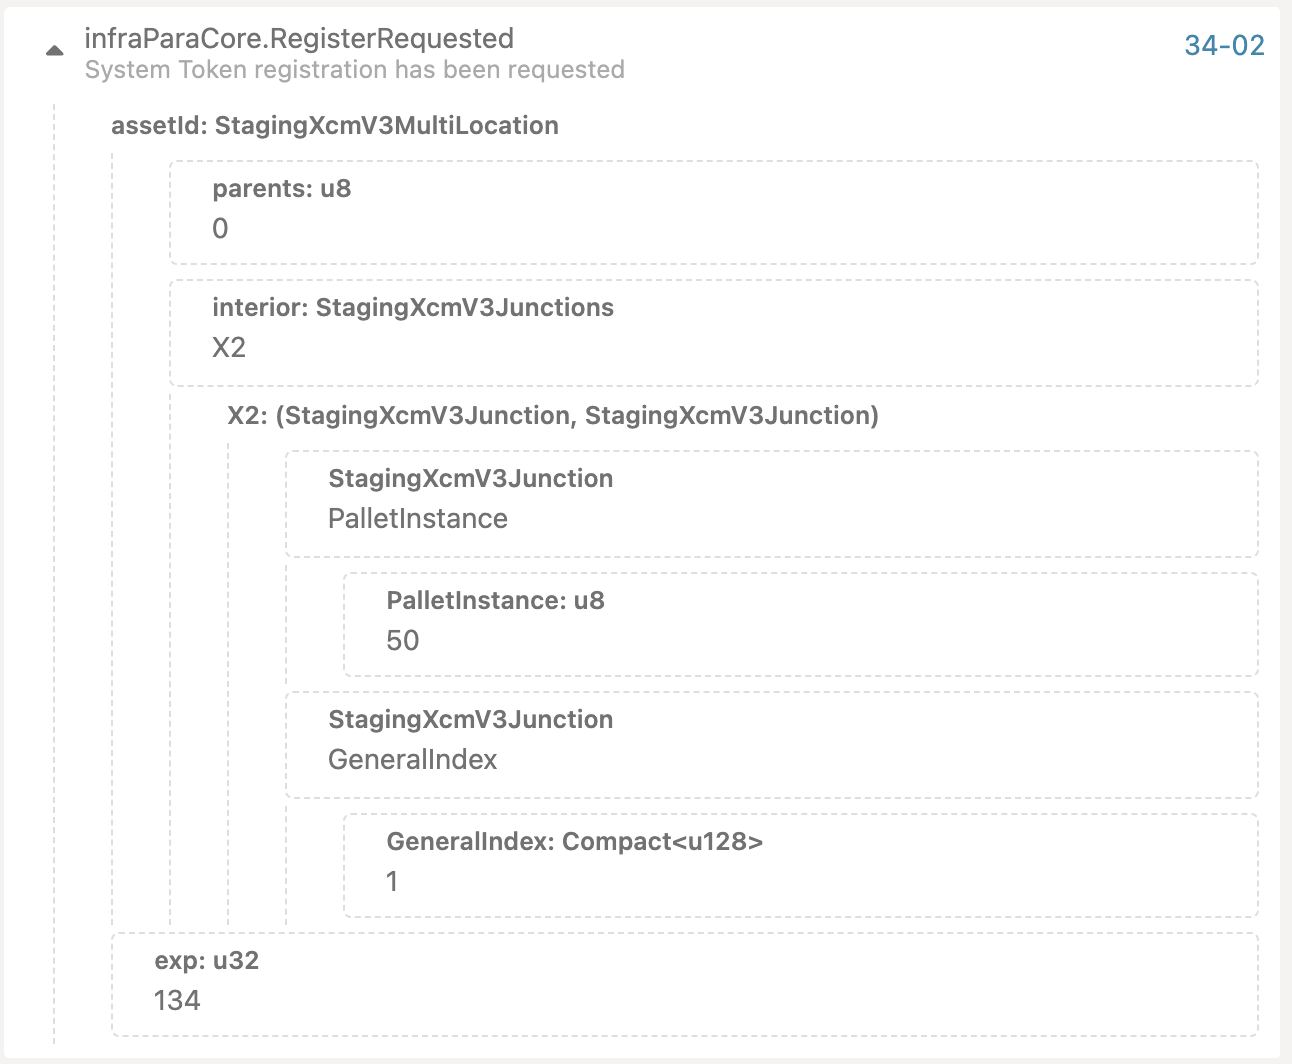 infraParaCore.RegisterRequested
34-02
System Token registration has been requested
assetId: StagingXcmV3MultiLocation
parents: u8
0
interior: StagingXcmV3Junctions
X2
X2: (StagingXcmV3Junction, StagingXcmV3Junction)
StagingXcmV3Junction
PalletInstance
PalletInstance: u8
50
StagingXcmV3Junction
GeneralIndex
GeneralIndex: Compact<u128>
1
exp: u32
134